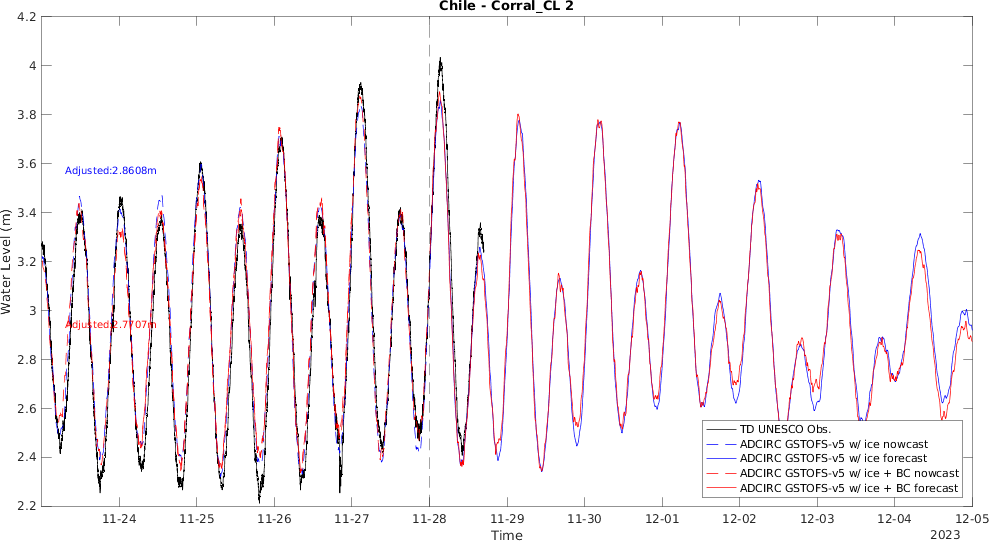 Chile - Corral_CL 2
4.2
4
3.8
3.6
3.4
3.2
3
2.8
2.6
2.4
2.2
Water Level (m)
Adjusted:2.8608m
Adjusted:2.7707m
TD UNESCO Obs.
ADCIRC GSTOFS-v5 w/ ice nowcast
ADCIRC GSTOFS-v5 w/ ice forecast
ADCIRC GSTOFS-v5 w/ ice + BC nowcast
ADCIRC GSTOFS-v5 w/ ice + BC forecast
11-24 11-25 11-26 11-27 11-28 11-29 11-30 12-01 12-02 12-03 12-04 12-05
Time
2023